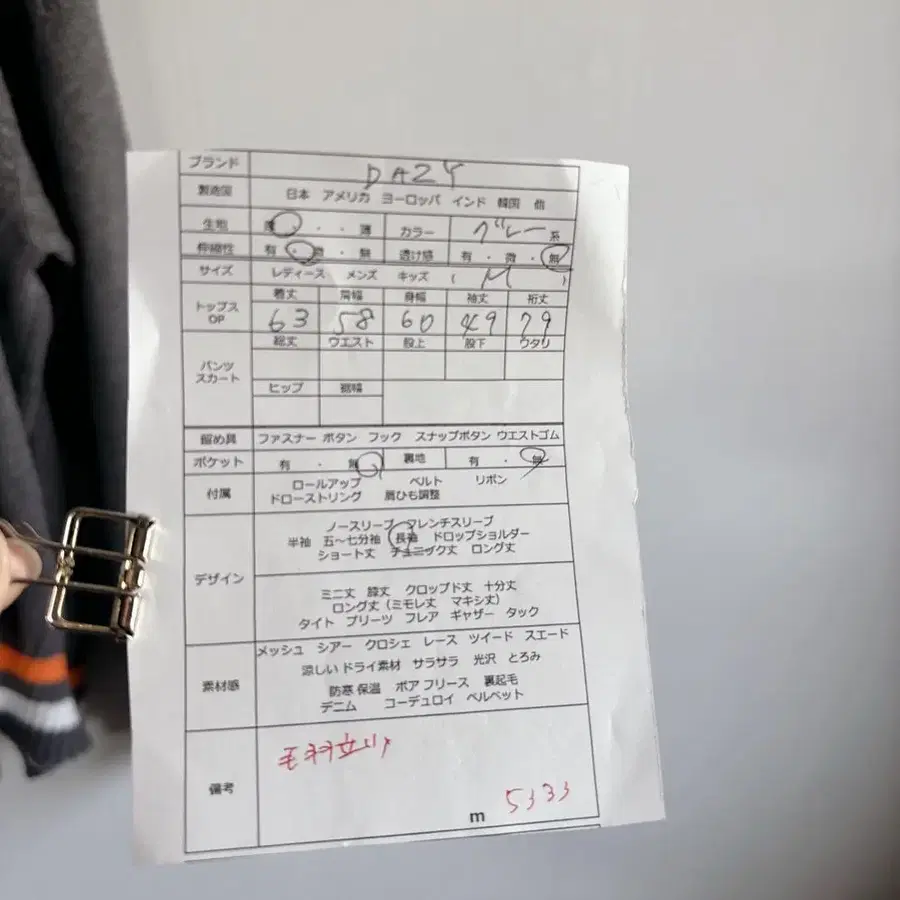 ブランド DAZY
製造国 日本 アメリカ ヨーロッパ インド 韓国 他
生地 厚・・・薄 カラー グレー系
伸縮性 有・微・無 透け感 有・微・無
サイズ レディース メンズ キッズ ( M )
着丈 肩幅 身幅 袖丈 裄丈
トップス OP 63 58 60 49 79
総丈 ウエスト 股上 股下 ワタリ
パンツ スカート
ヒップ 裾幅
留め具 ファスナー ボタン フック スナップボタン ウエストゴム
ポケット 有・無 裏地 有・無
ロールアップ ベルト リボン
付属
ドローストリング 肩ひも調整
ノースリーブ フレンチスリーブ
半袖 五~七分袖 長袖 ドロップショルダー
ショート丈 チュニック丈 ロング丈
デザイン
ミニ丈 膝丈 クロップド丈 十分丈
ロング丈(ミモレ丈 マキシ丈)
タイト プリーツ フレア ギャザー タック
メッシュ シアー クロシェ レース ツイード スエード
涼しい ドライ素材 サラサラ 光沢 とろみ
素材感
防寒 保温 ボア フリース 裏起毛
デニム コーデュロイ ベルベット
毛羽立り
備考
m 5333